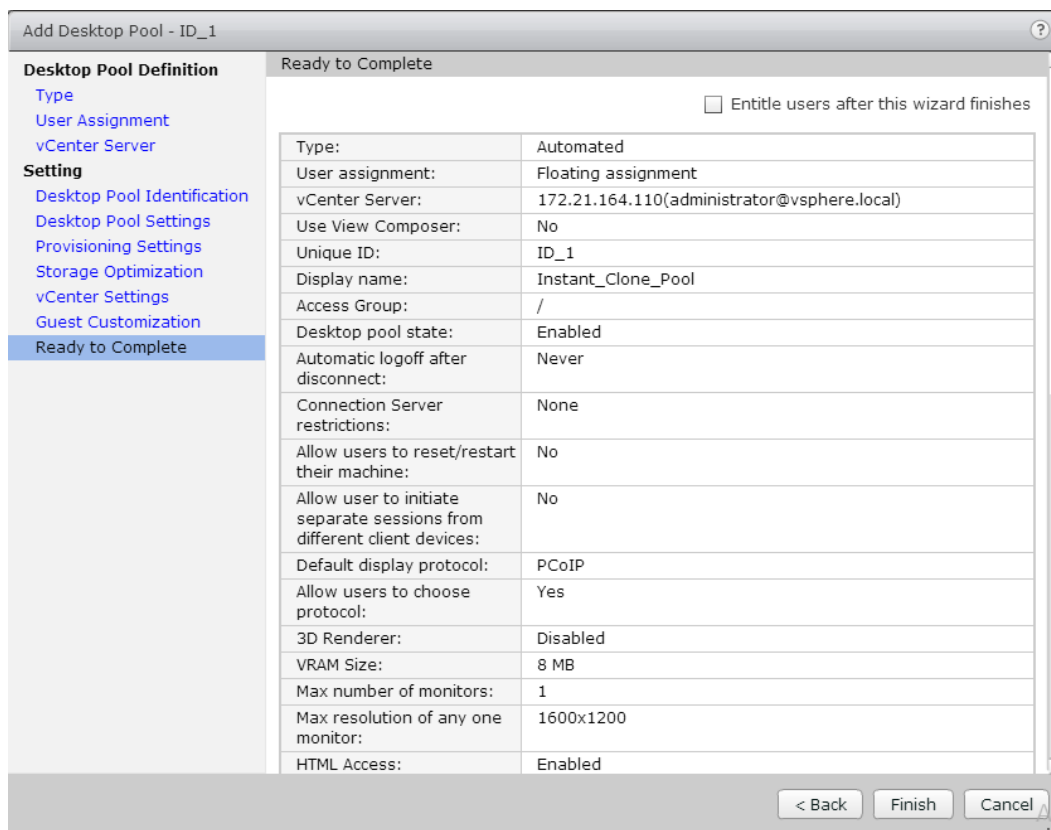 Add Desktop Pool - ID_1
?
Desktop Pool Definition
Type
User Assignment
vCenter Server
Setting
Desktop Pool Identification
Desktop Pool Settings
Provisioning Settings
Storage Optimization
vCenter Settings
Guest Customization
Ready to Complete
Ready to Complete
Entitle users after this wizard finishes
Type: Automated
User assignment: Floating assignment
vCenter Server: 172.21.164.110(administrator@vsphere.local)
Use View Composer: No
Unique ID: ID_1
Display name: Instant_Clone_Pool
Access Group: /
Desktop pool state: Enabled
Automatic logoff after Never
disconnect:
Connection Server None
restrictions:
Allow users to reset/restart No
their machine:
Allow user to initiate No
separate sessions from
different client devices:
Default display protocol: PCoIP
Allow users to choose Yes
protocol:
3D Renderer: Disabled
VRAM Size: 8 MB
Max number of monitors: 1
Max resolution of any one 1600x1200
monitor:
HTML Access: Enabled
< Back Finish Cancel